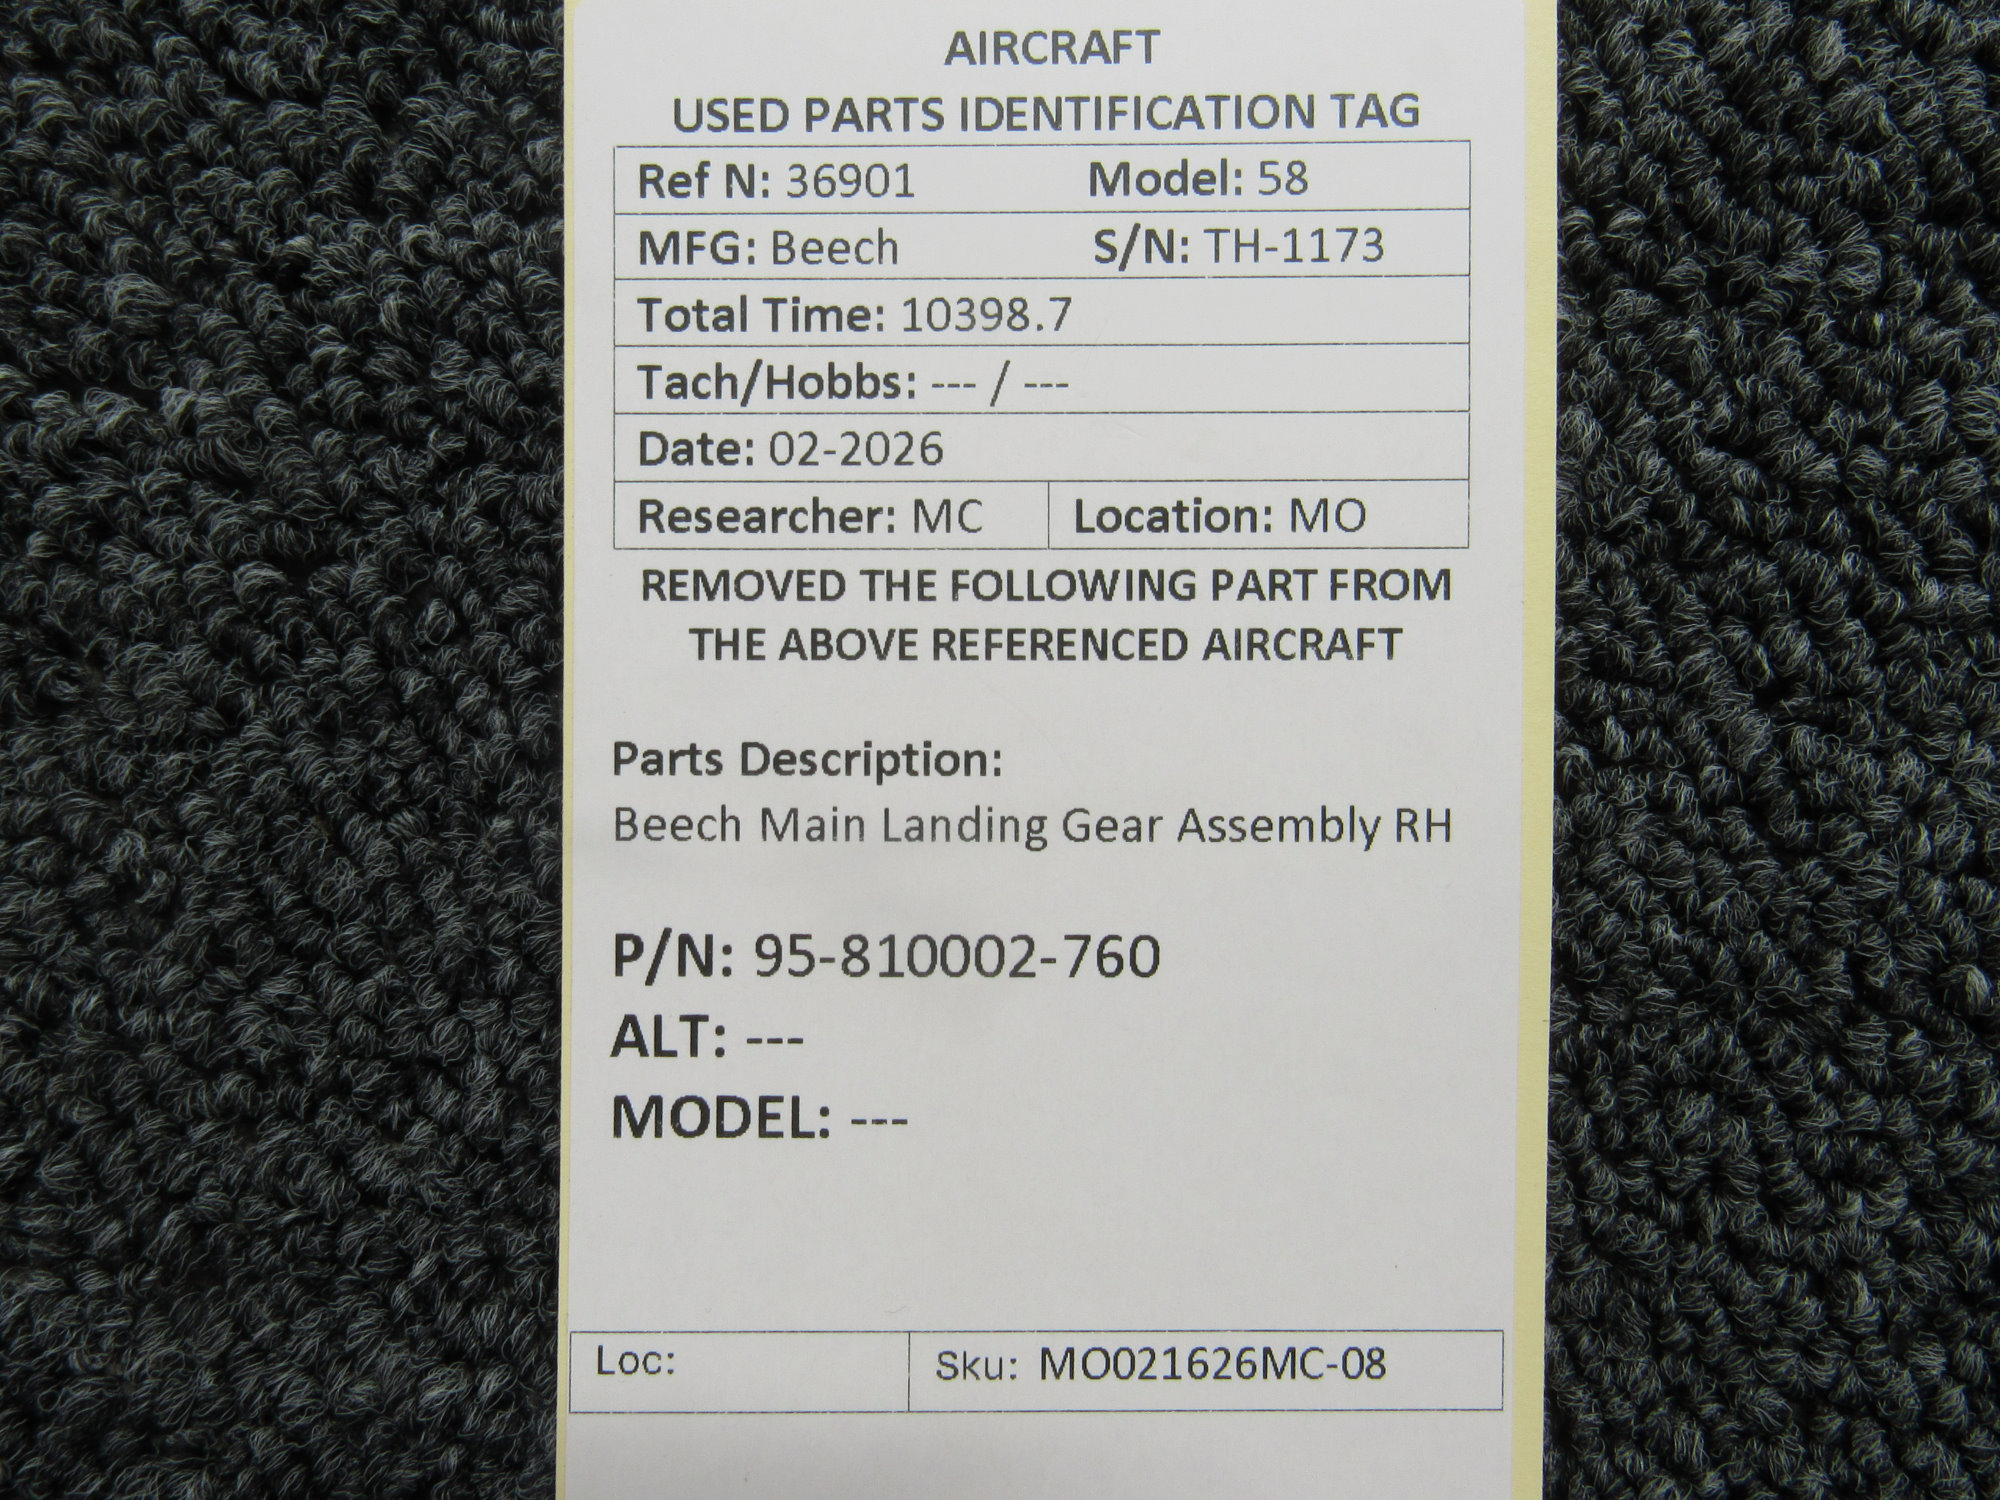 AIRCRAFT
USED PARTS IDENTIFICATION TAG
Ref N: 36901 Model: 58
MFG: Beech S/N: TH-1173
Total Time: 10398.7
Tach/Hobbs: --- / ---
Date: 02-2026
Researcher: MC Location: MO
REMOVED THE FOLLOWING PART FROM
THE ABOVE REFERENCED AIRCRAFT
Parts Description:
Beech Main Landing Gear Assembly RH
P/N: 95-810002-760
ALT: ---
MODEL: ---
Loc: Sku: MO021626MC-08